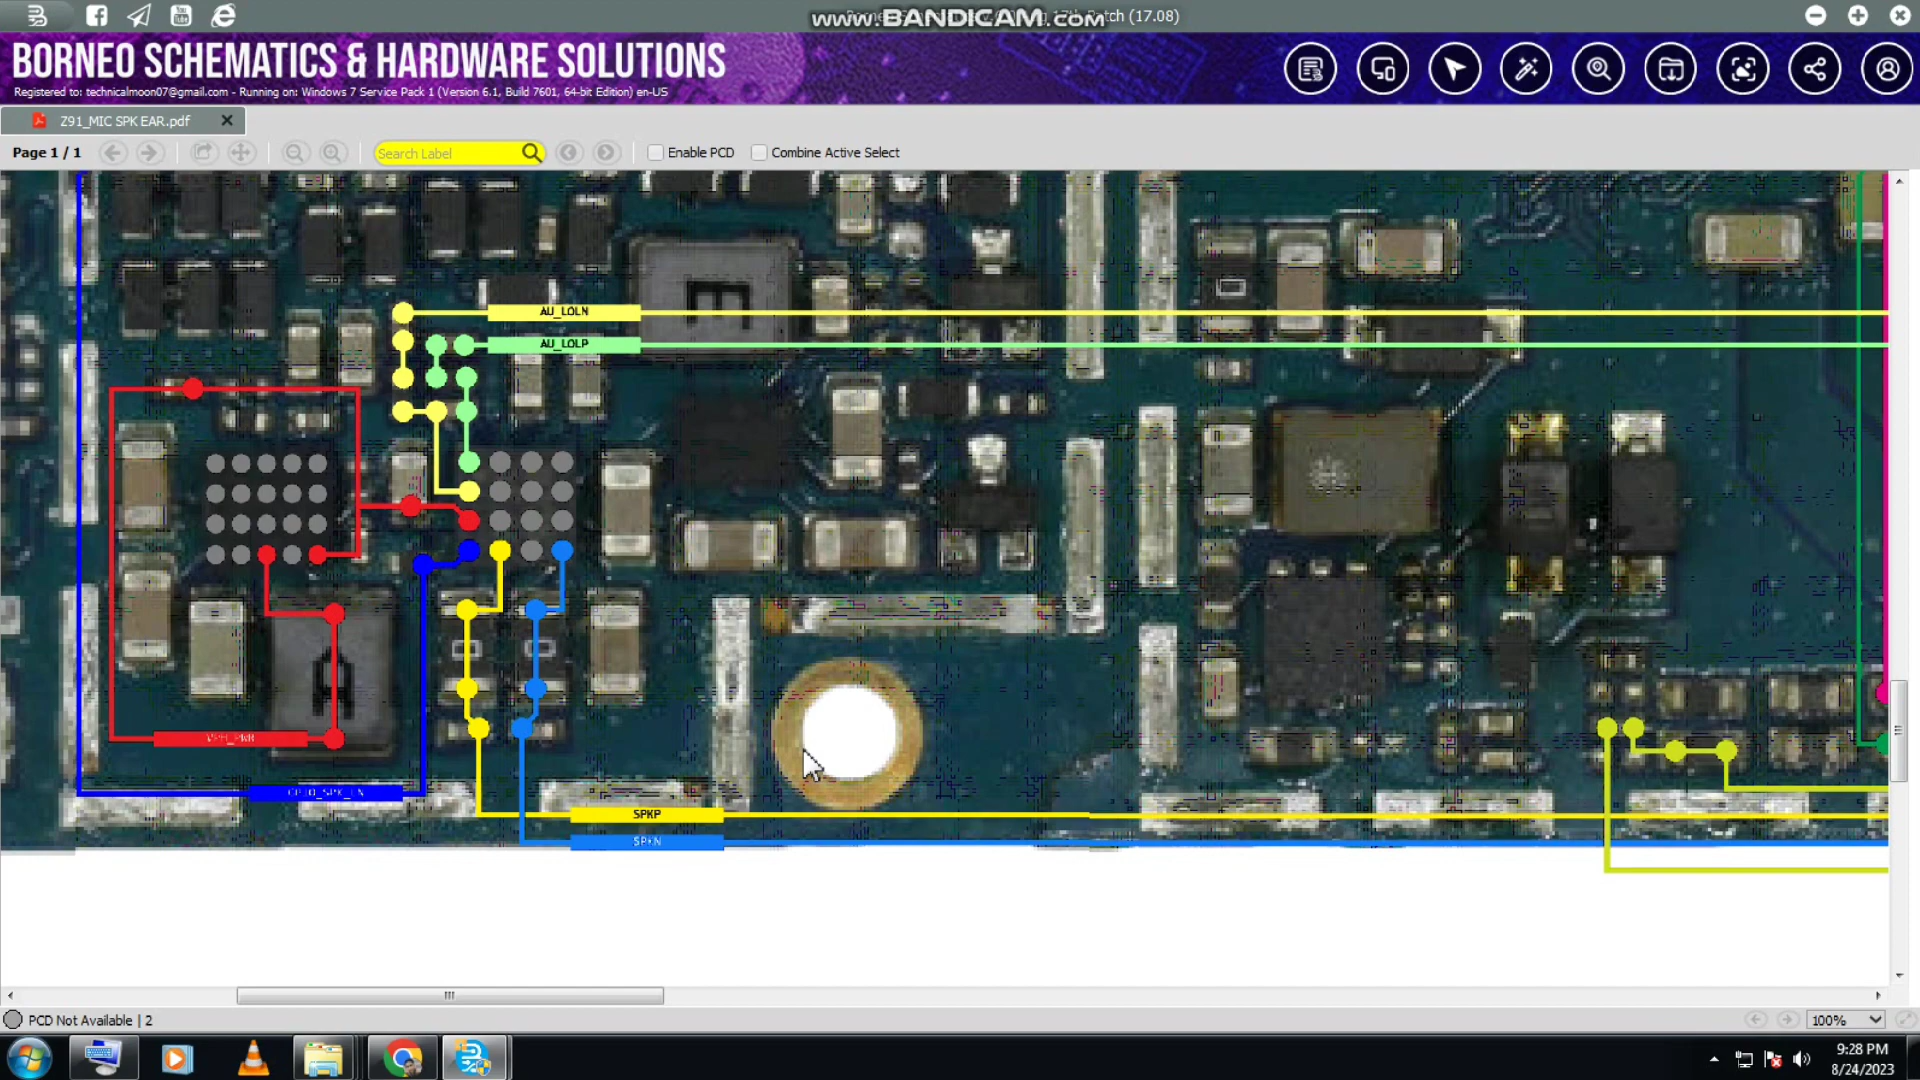 www.BANDICAM.com
tch (17.08)
BORNEO SCHEMATICS & HARDWARE SOLUTIONS
Registered to: technicalmoon07@gmail.com - Running on: Windows 7 Service Pack 1 (Version 6.1, Build 7601, 64-bit Edition) en-US
Z91_MIC SPK EAR.pdf
Page 1 / 1
Search Label
Enable PCD
Combine Active Select
AU_LOLN
AU_LOLP
E
A
SPKP
SPKN
PCD Not Available | 2
100%
9:28 PM
8/24/2023